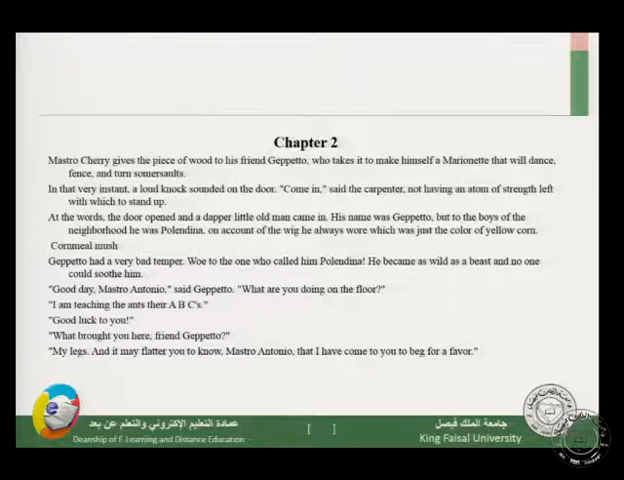 Chapter 2
Mastro Cherry gives the piece of wood to his friend Geppetto, who takes it to make himself a Marionette that will dance,
fence, and turn somersaults.
In that very instant, a loud knock sounded on the door. "Come in," said the carpenter, not having an atom of strength left
with which to stand up.
At the words, the door opened and a dapper little old man came in. His name was Geppetto, but to the boys of the
neighborhood he was Polendina, on account of the wig he always wore which was just the color of yellow corn.
Cornmeal mush
Geppetto had a very bad temper. Woe to the one who called him Polendina! He became as wild as a beast and no one
could soothe him.
"Good day, Mastro Antonio," said Geppetto. "What are you doing on the floor?"
"I am teaching the ants their A B C's."
"Good luck to you!"
"What brought you here, friend Geppetto?"
"My legs. And it may flatter you to know, Mastro Antonio, that I have come to you to beg for a favor."
عمادة التعليم الإلكتروني والتعلم عن بعد
Deanship of E-Learning and Distance Education
[ ]
جامعة الملك فيصل
King Faisal University